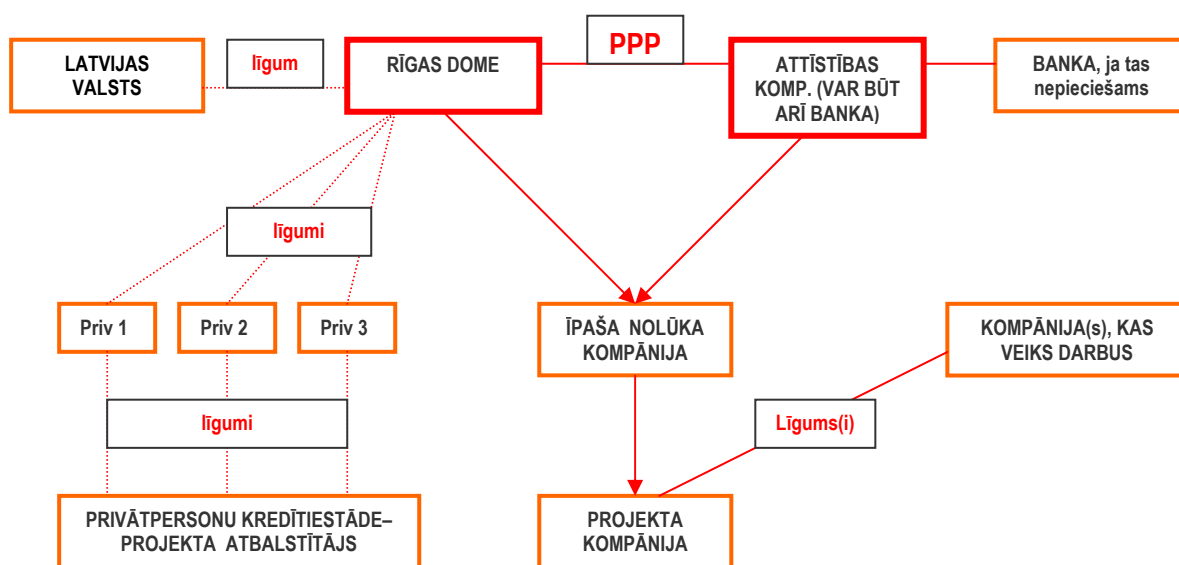 LATVIJAS
VALSTS
līgum
RĪGAS DOME
PPP
ATTĪSTĪBAS
KOMP. (VAR BŪT
ARĪ BANKA)
BANKA, ja tas
nepieciešams
līgumi
Priv 1
Priv 2
Priv 3
ĪPAŠA NOLŪKA
KOMPĀNIJA
KOMPĀNIJA(s), KAS
VEIKS DARBUS
līgumi
Līgums(i)
PRIVĀTPERSONU KREDĪTIESTĀDE–
PROJEKTA ATBALSTĪTĀJS
PROJEKTA
KOMPĀNIJA